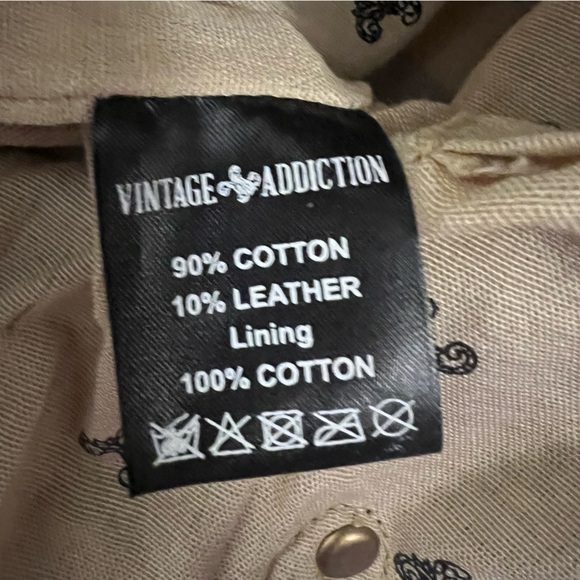 VINTAGE ADDICTION
90% COTTON
10% LEATHER
Lining
100% COTTON